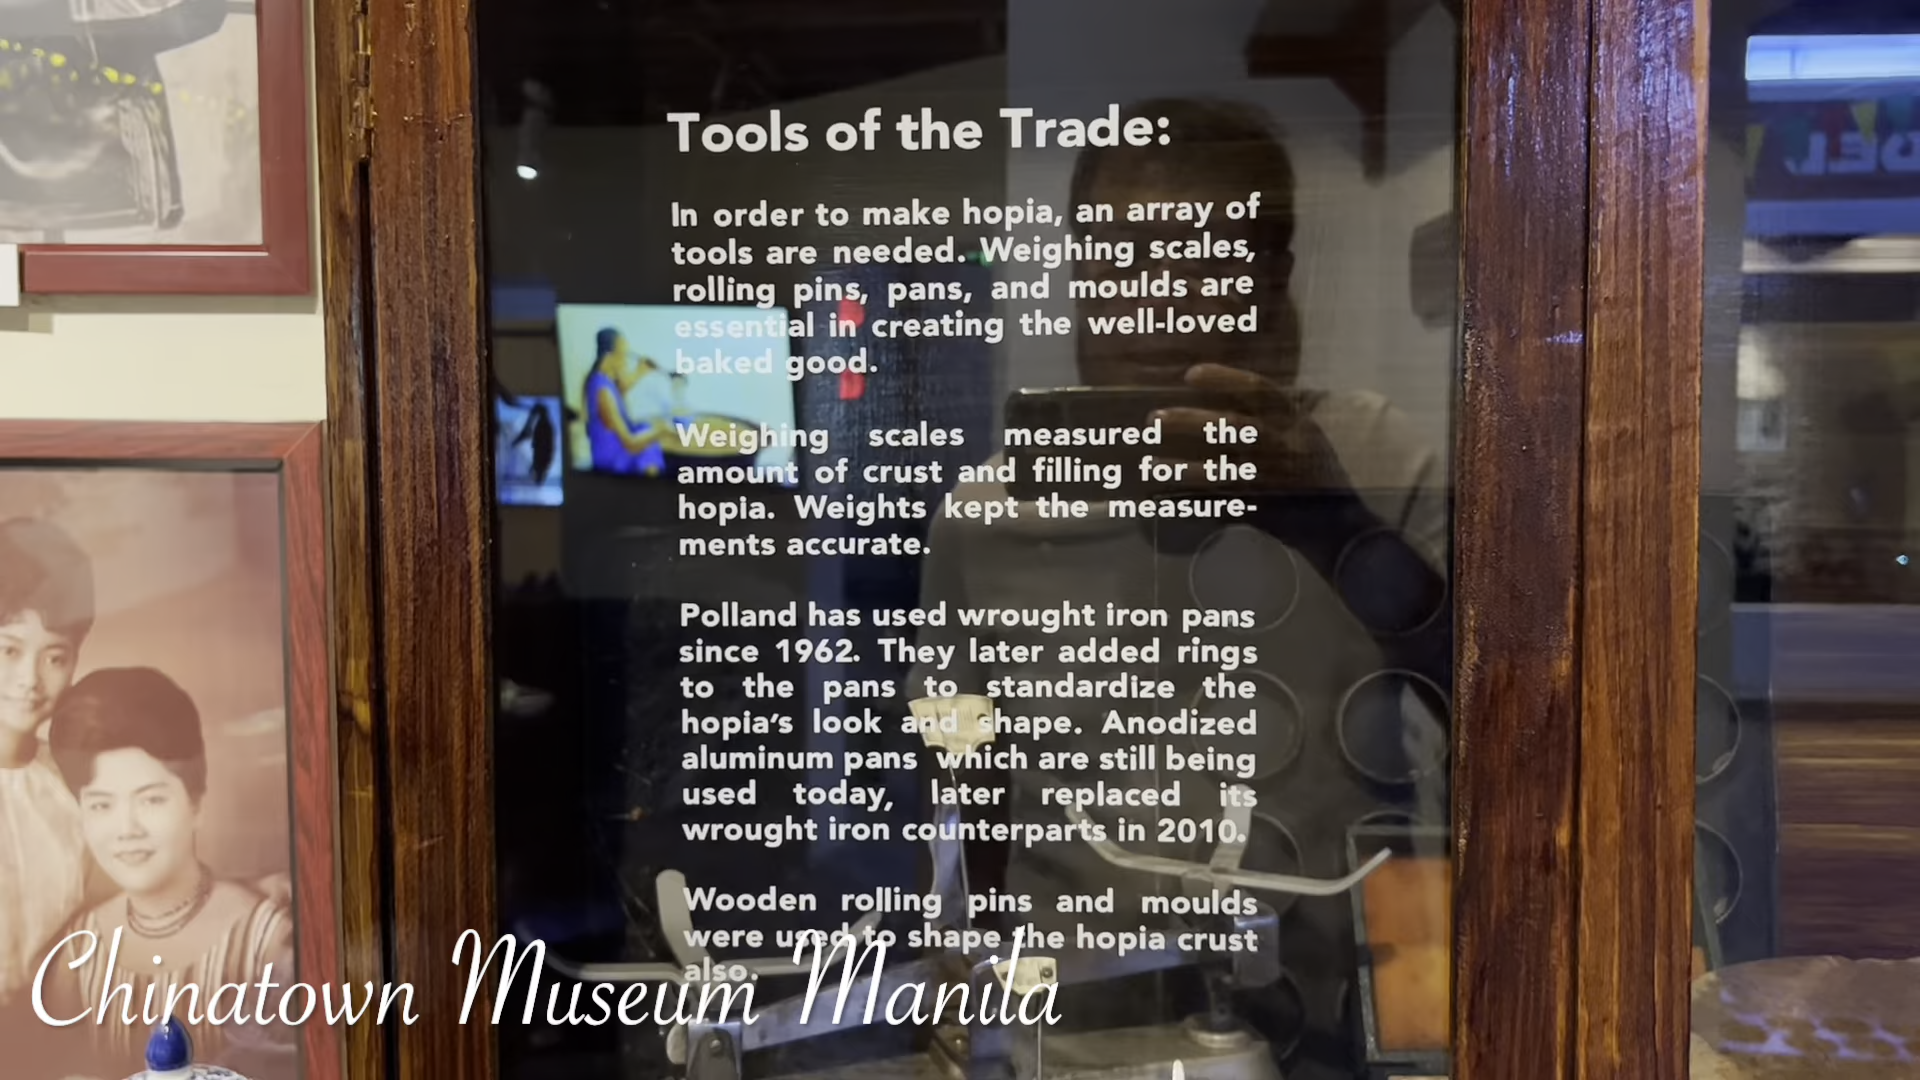 Tools of the Trade:
In order to make hopia, an array of
tools are needed. Weighing scales,
rolling pins, pans, and moulds are
essential in creating the well-loved
baked good.
Weighing scales measured the
amount of crust and filling for the
hopia. Weights kept the measure-
ments accurate.
Polland has used wrought iron pans
since 1962. They later added rings
to the pans to standardize the
hopia's look and shape. Anodized
aluminum pans which are still being
used today, later replaced its
wrought iron counterparts in 2010.
Wooden rolling pins and moulds
were used to shape the hopia crust
also.
Chinatown Museum Manila